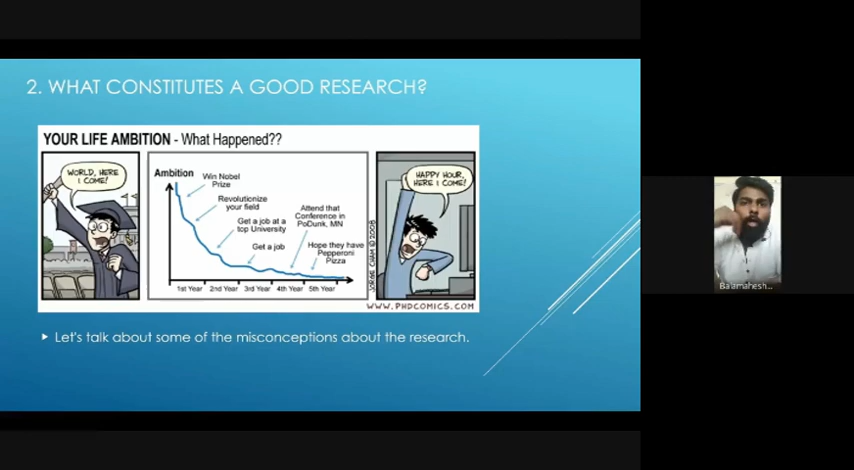 2. WHAT CONSTITUTES A GOOD RESEARCH?
YOUR LIFE AMBITION - What Happened??
WORLD, HERE
I COME!
Ambition
Win Nobel
Prize
Revolutionize
your field
Get a job at a
top University
Get a job
Attend that
Conference in
PoDunk, MN
Hope they have
Pepperoni
Pizza
1st Year
2nd Year
3rd Year
4th Year
5th Year
JORGE CHAM © 2008
HAPPY HOUR,
HERE I COME!
WWW.PHDCOMICS.COM
Let's talk about some of the misconceptions about the research.
Balamahesh...